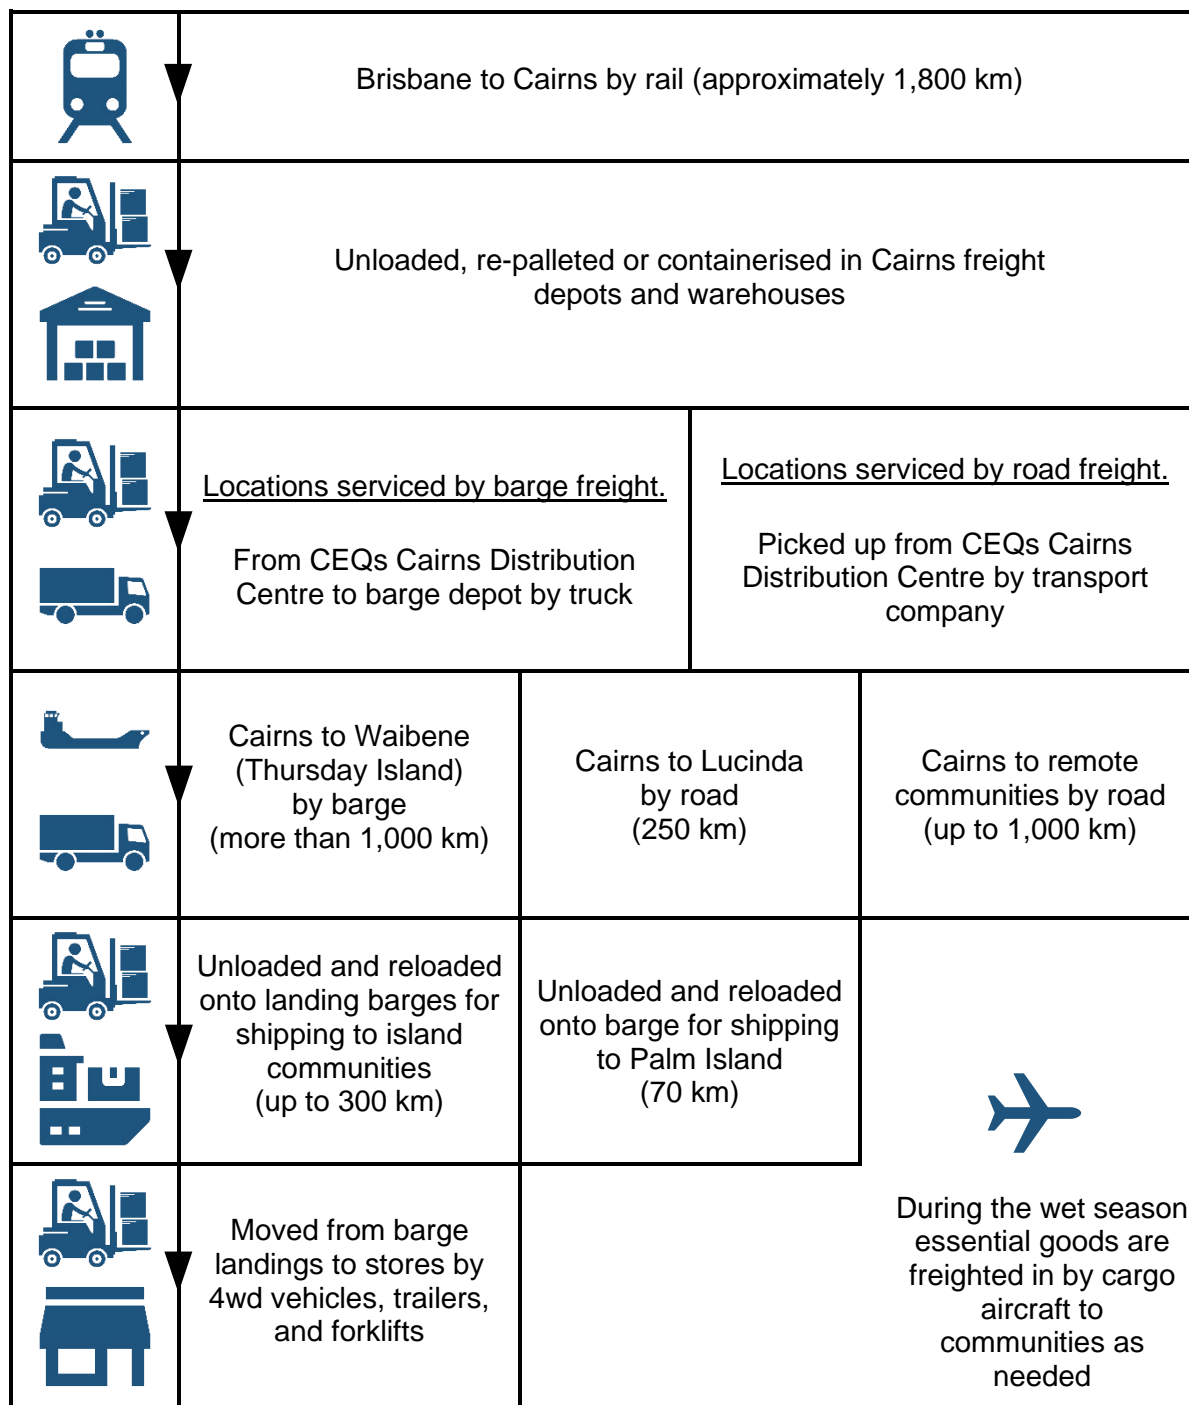 Brisbane to Cairns by rail (approximately 1,800 km)
Unloaded, re-palleted or containerised in Cairns freight
depots and warehouses
Locations serviced by barge freight.
From CEQs Cairns Distribution
Centre to barge depot by truck
Locations serviced by road freight.
Picked up from CEQs Cairns
Distribution Centre by transport
company
Cairns to Waibene
(Thursday Island)
by barge
(more than 1,000 km)
Cairns to Lucinda
by road
(250 km)
Cairns to remote
communities by road
(up to 1,000 km)
Unloaded and reloaded
onto landing barges for
shipping to island
communities
(up to 300 km)
Unloaded and reloaded
onto barge for shipping
to Palm Island
(70 km)
Moved from barge
landings to stores by
4wd vehicles, trailers,
and forklifts
During the wet season
essential goods are
freighted in by cargo
aircraft to
communities as
needed